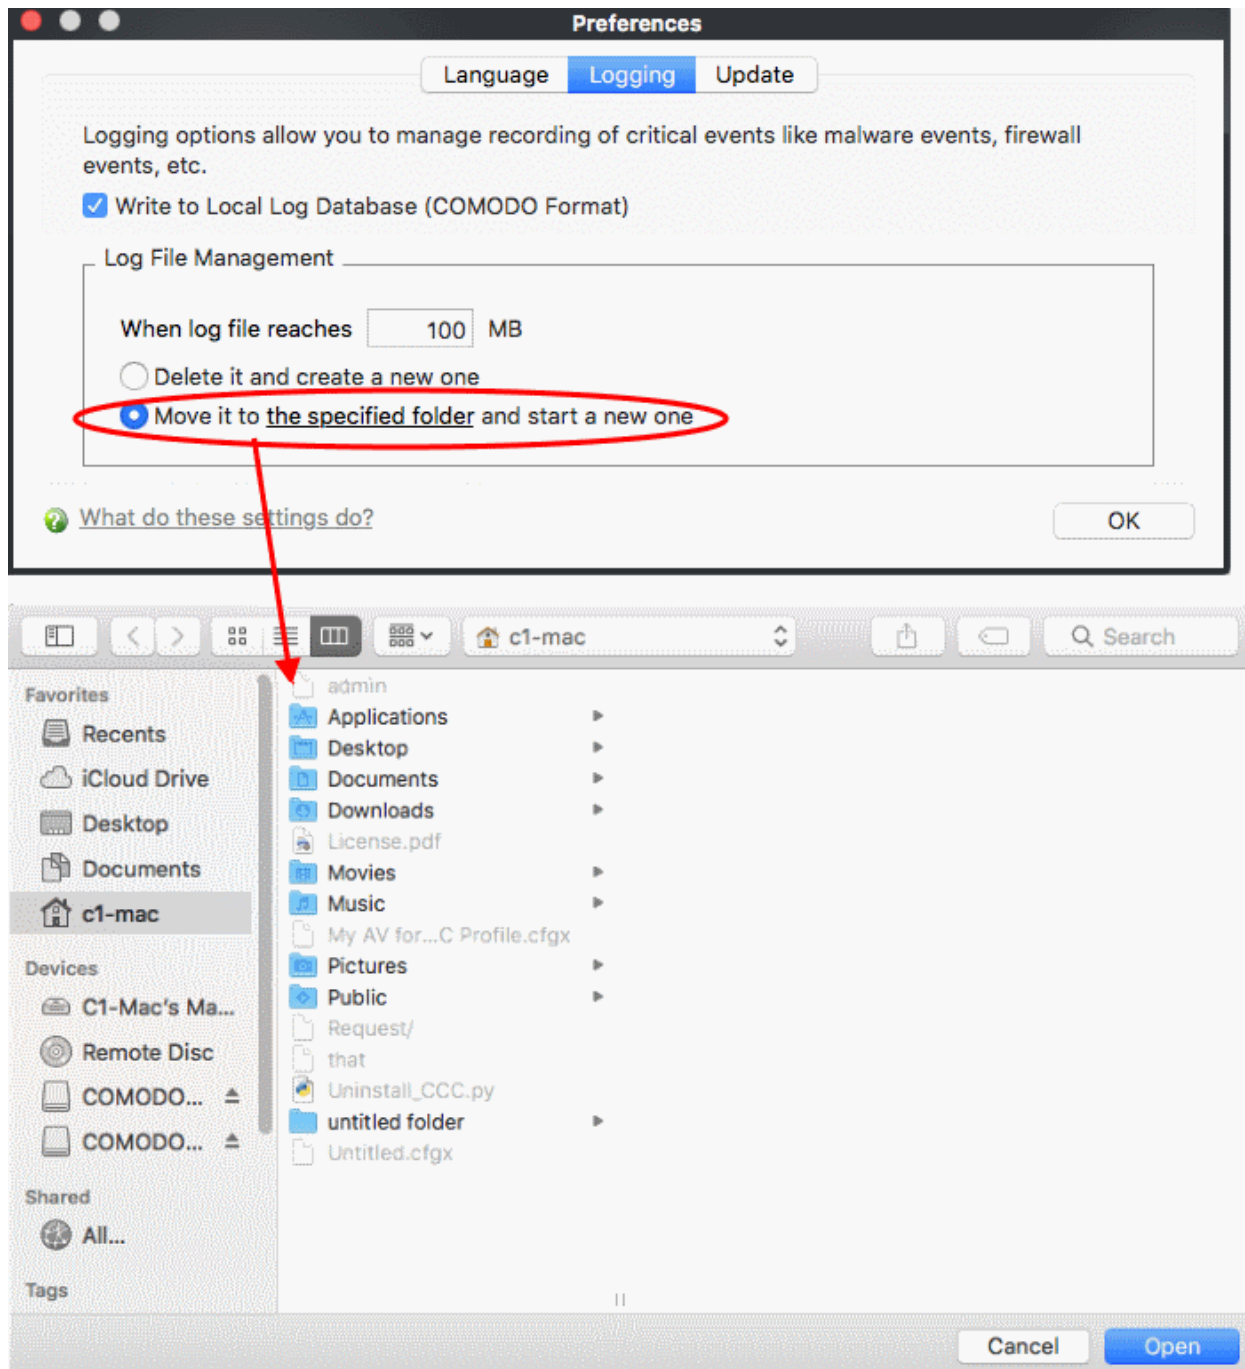 Preferences
Language Logging Update
Logging options allow you to manage recording of critical events like malware events, firewall
events, etc.
Write to Local Log Database (COMODO Format)
Log File Management
When log file reaches 100 MB
Delete it and create a new one
Move it to the specified folder and start a new one
What do these settings do?
OK
c1-mac
Search
Favorites
Recents
iCloud Drive
Desktop
Documents
c1-mac
Devices
C1-Mac's Ma...
Remote Disc
COMODO...
COMODO...
Shared
All...
Tags
admin
Applications
Desktop
Documents
Downloads
License.pdf
Movies
Music
My AV for...C Profile.cfgx
Pictures
Public
Request/
that
Uninstall_CCC.py
untitled folder
Untitled.cfgx
Cancel
Open